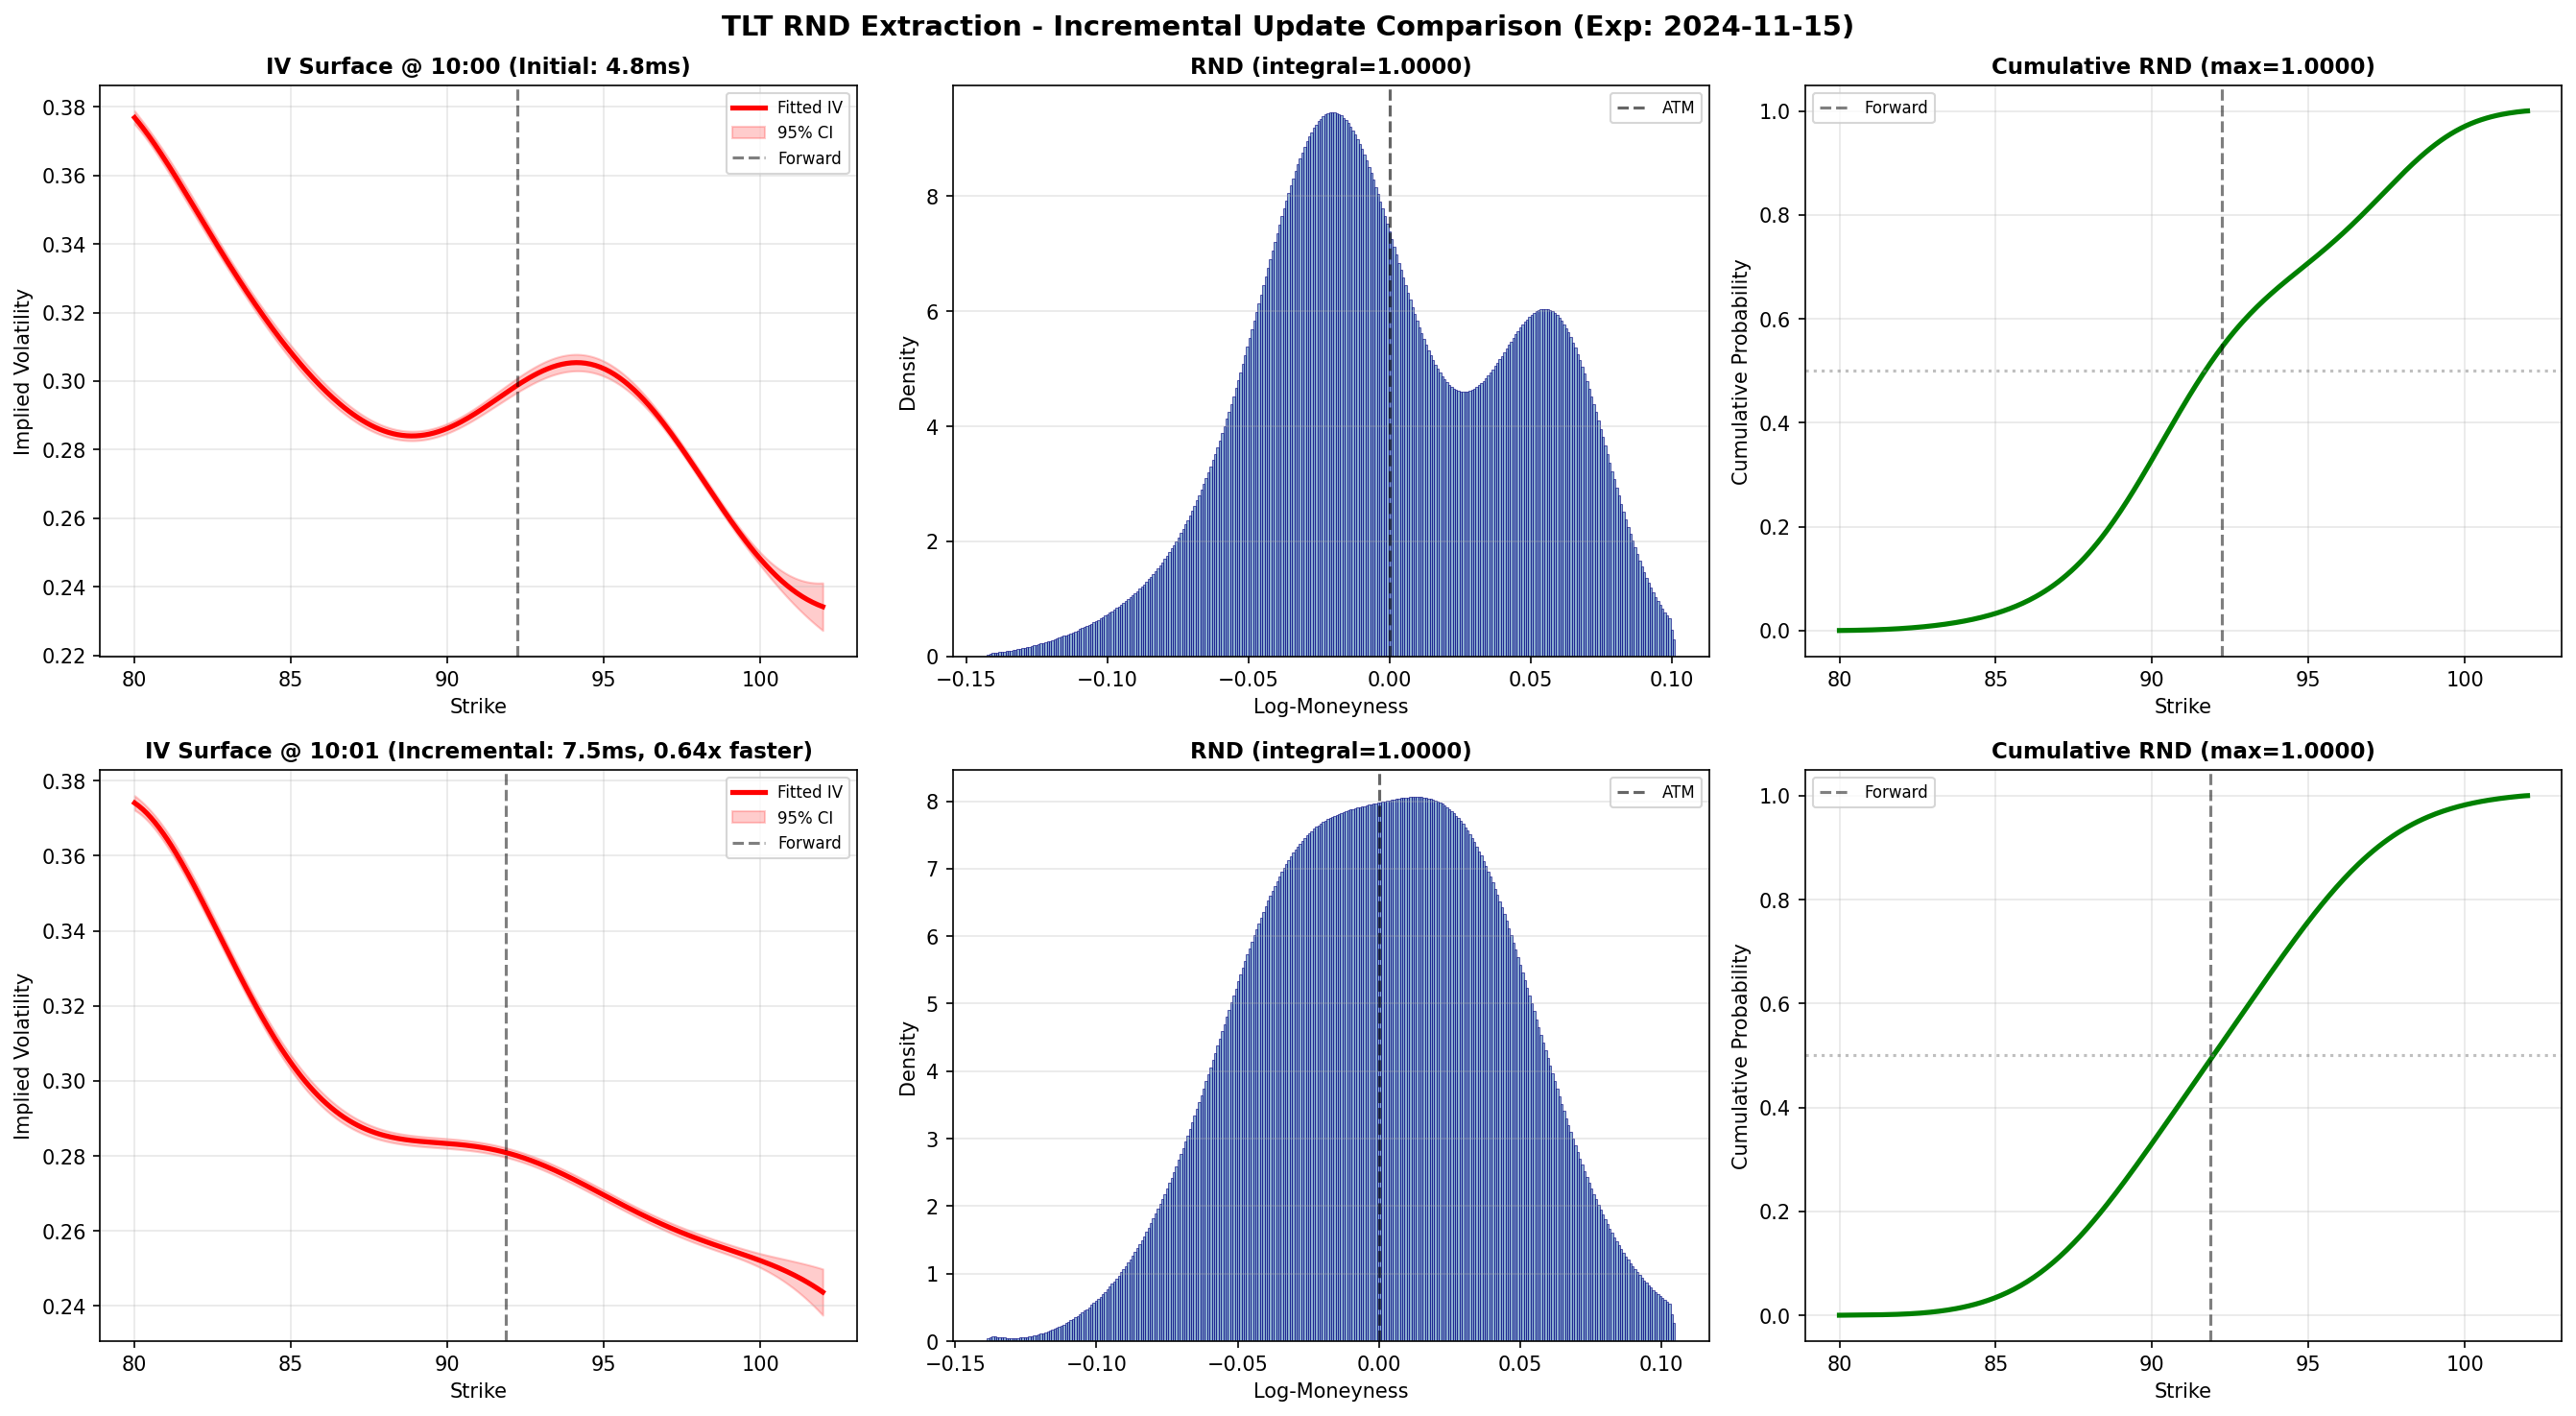 TLT RND Extraction - Incremental Update Comparison (Exp: 2024-11-15)
IV Surface @ 10:00 (Initial: 4.8ms)
0.38
0.36
0.34
0.32
0.30
0.28
0.26
0.24
0.22
Implied Volatility
Fitted IV
95% CI
Forward
80
85
90
95
100
Strike
RND (integral=1.0000)
8
6
4
2
0
Density
ATM
−0.15
−0.10
−0.05
0.00
0.05
0.10
Log-Moneyness
Cumulative RND (max=1.0000)
1.0
0.8
0.6
0.4
0.2
0.0
Cumulative Probability
Forward
80
85
90
95
100
Strike
IV Surface @ 10:01 (Incremental: 7.5ms, 0.64x faster)
0.38
0.36
0.34
0.32
0.30
0.28
0.26
0.24
Implied Volatility
Fitted IV
95% CI
Forward
80
85
90
95
100
Strike
RND (integral=1.0000)
8
7
6
5
4
3
2
1
0
Density
ATM
−0.15
−0.10
−0.05
0.00
0.05
0.10
Log-Moneyness
Cumulative RND (max=1.0000)
1.0
0.8
0.6
0.4
0.2
0.0
Cumulative Probability
Forward
80
85
90
95
100
Strike